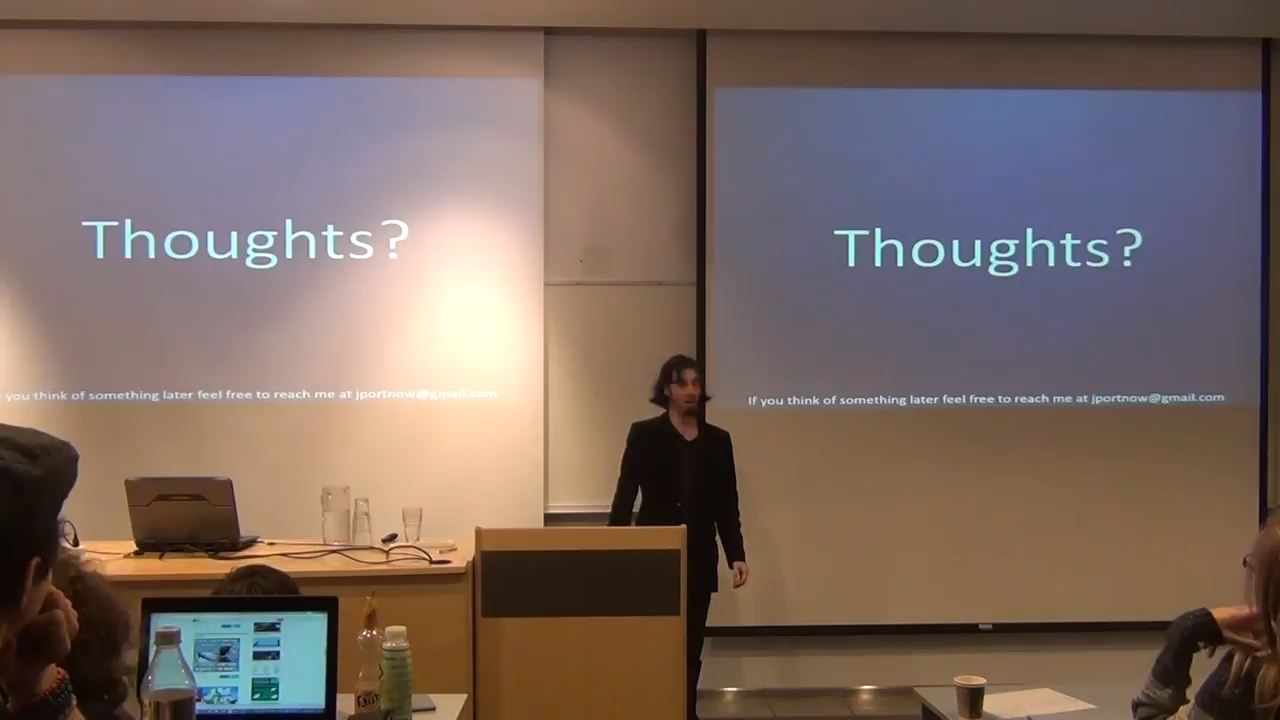 Thoughts?
you think of something later feel free to reach me at jportnow@gmail.com
Thoughts?
If you think of something later feel free to reach me at jportnow@gmail.com